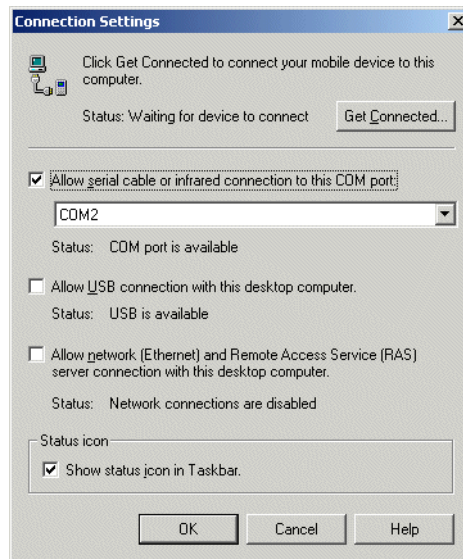 Connection Settings
Click Get Connected to connect your mobile device to this
computer.
Status: Waiting for device to connect
Get Connected...
Allow serial cable or infrared connection to this COM port:
COM2
Status: COM port is available
Allow USB connection with this desktop computer.
Status: USB is available
Allow network (Ethernet) and Remote Access Service (RAS)
server connection with this desktop computer.
Status: Network connections are disabled
Status icon
Show status icon in Taskbar.
OK
Cancel
Help